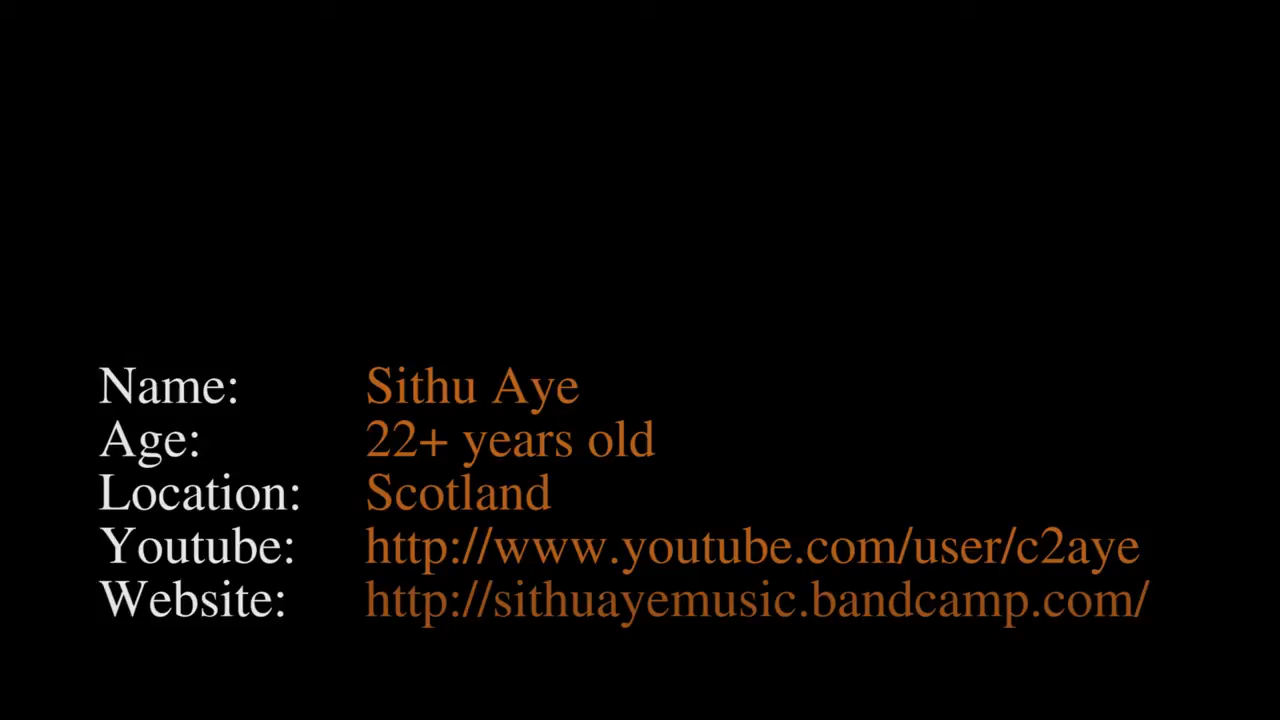 Name: Sithu Aye
Age: 22+ years old
Location: Scotland
Youtube: http://www.youtube.com/user/c2aye
Website: http://sithuayemusic.bandcamp.com/